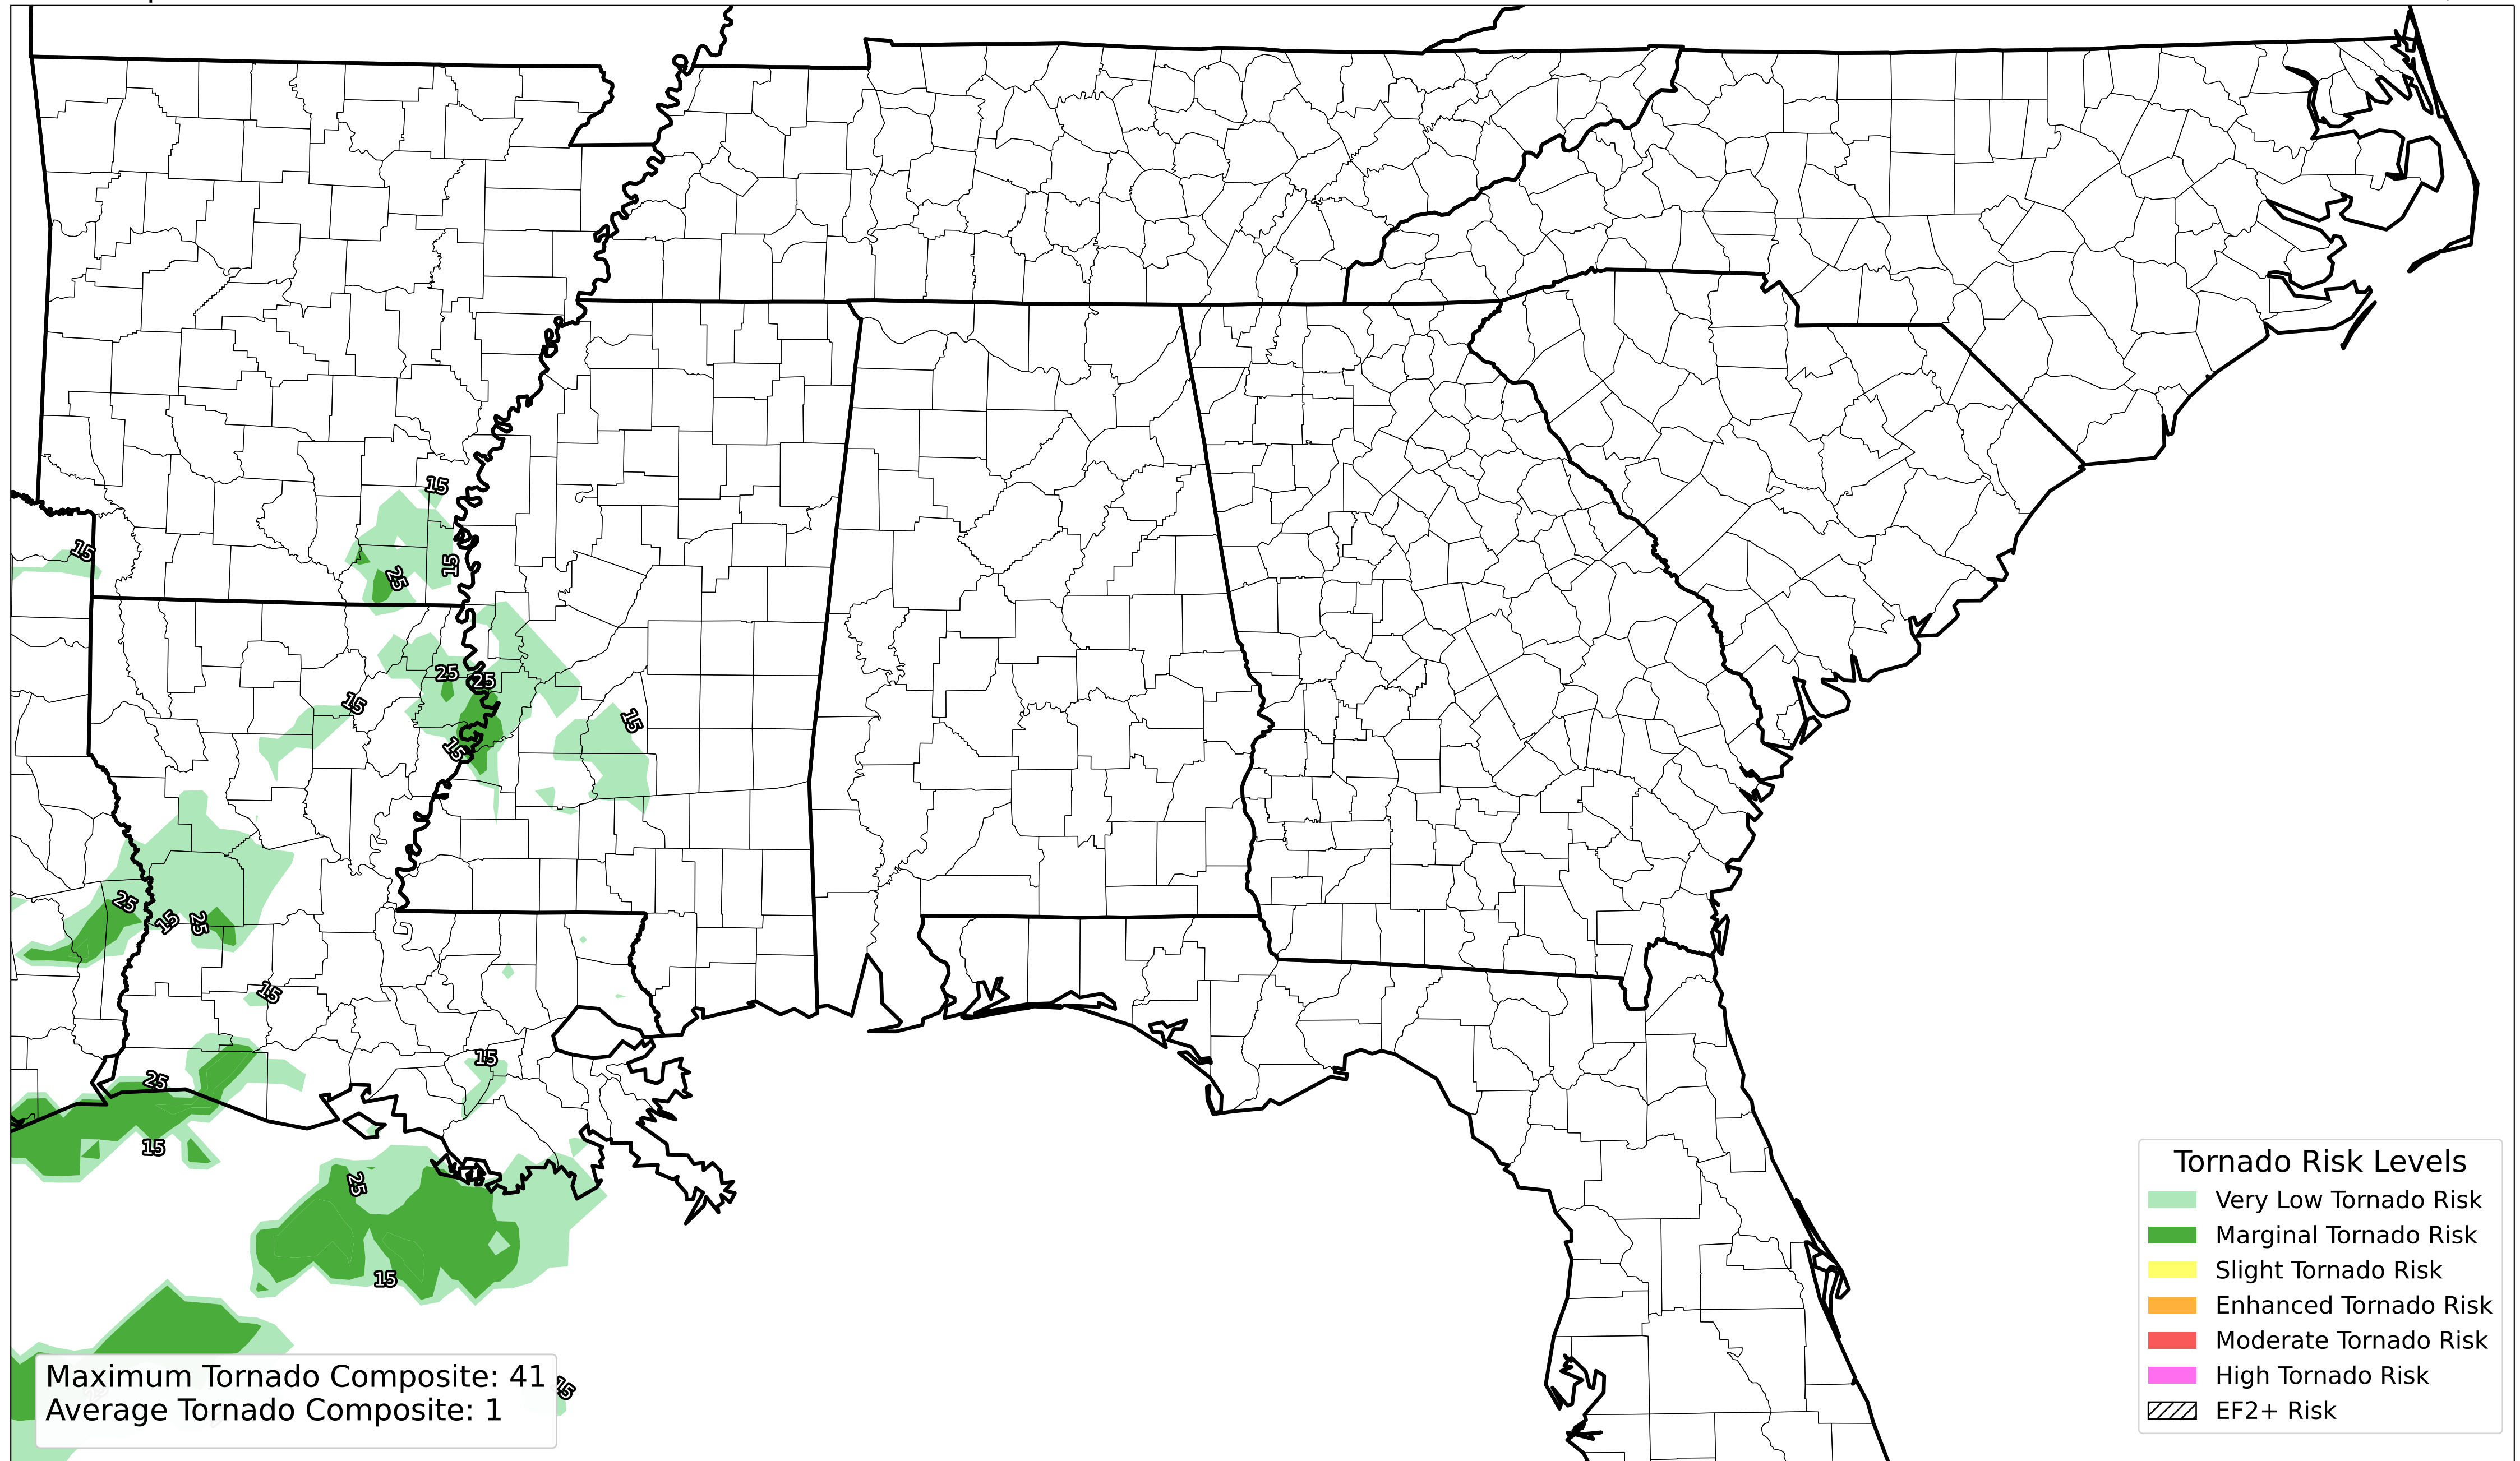 15
15
15
25
25
25
15
15
15
25
15
25
15
15
25
15
25
15
15
Tornado Risk Levels
Very Low Tornado Risk
Marginal Tornado Risk
Slight Tornado Risk
Enhanced Tornado Risk
Moderate Tornado Risk
High Tornado Risk
EF2+ Risk
Maximum Tornado Composite: 41
Average Tornado Composite: 1